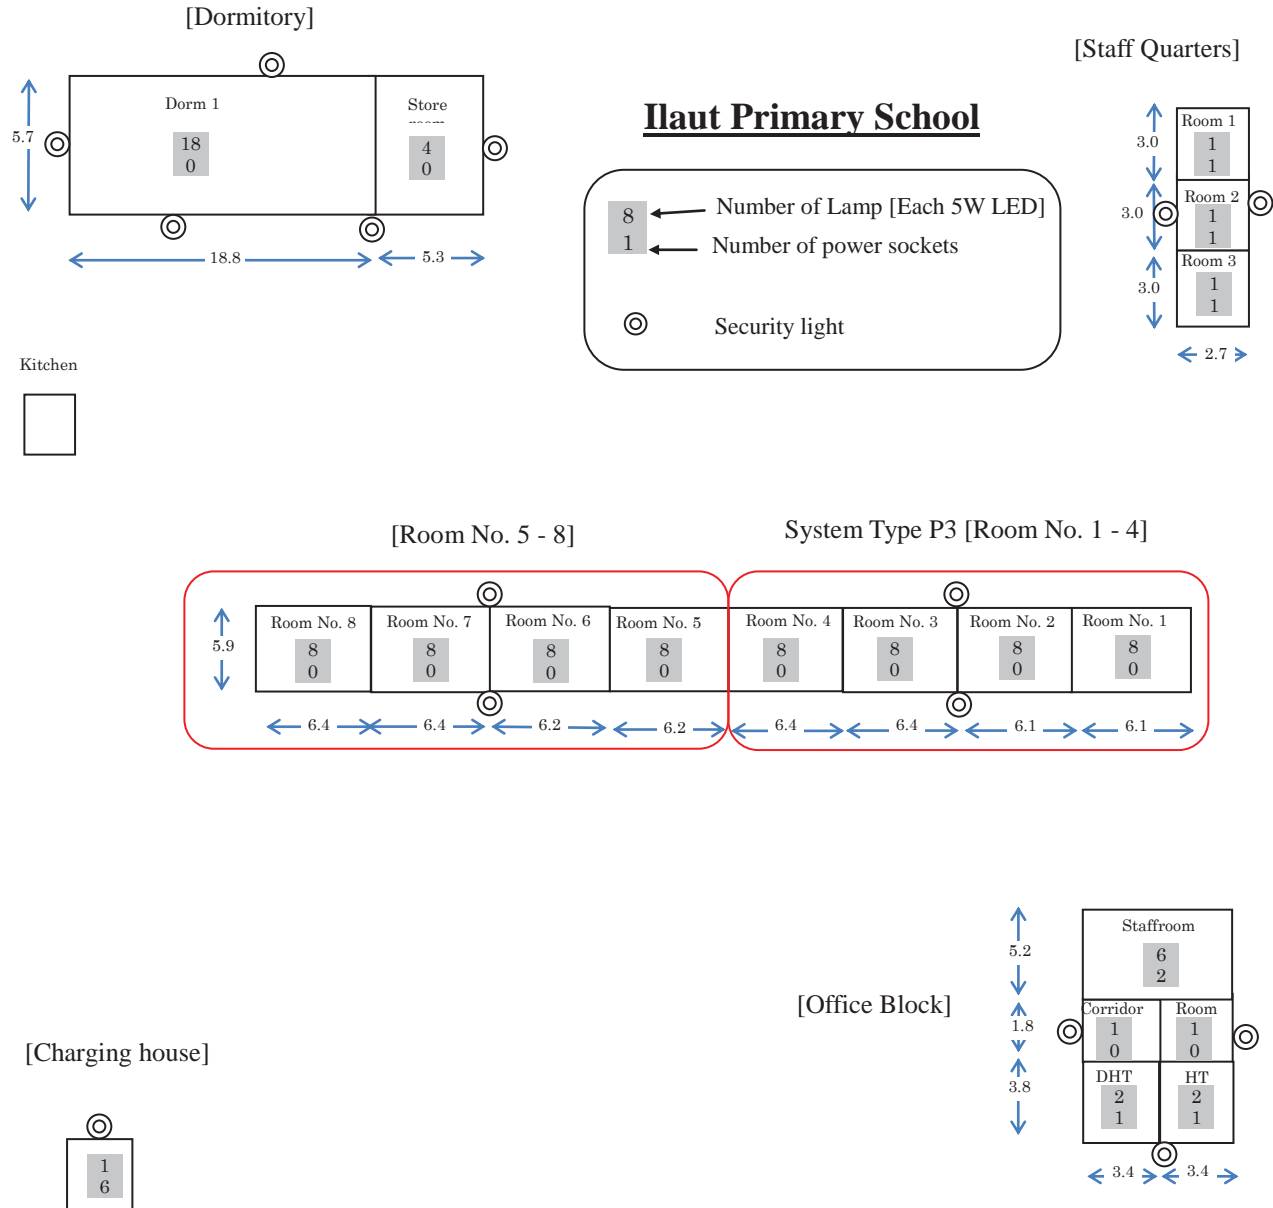 [Dormitory]
[Staff Quarters]
Ilaut Primary School
Dorm 1
18
0
Store
4
0
5.7
18.8
5.3
8
1
Number of Lamp [Each 5W LED]
Number of power sockets
Security light
Room 1
1
1
Room 2
1
1
Room 3
1
1
3.0
3.0
3.0
2.7
Kitchen
[Room No. 5 - 8]
System Type P3 [Room No. 1 - 4]
5.9
Room No. 8
8
0
Room No. 7
8
0
Room No. 6
8
0
Room No. 5
8
0
Room No. 4
8
0
Room No. 3
8
0
Room No. 2
8
0
Room No. 1
8
0
6.4
6.4
6.2
6.2
6.4
6.4
6.1
6.1
[Office Block]
5.2
1.8
3.8
Staffroom
6
2
Corridor
1
0
Room
1
0
DHT
2
1
HT
2
1
3.4
3.4
[Charging house]
1
6